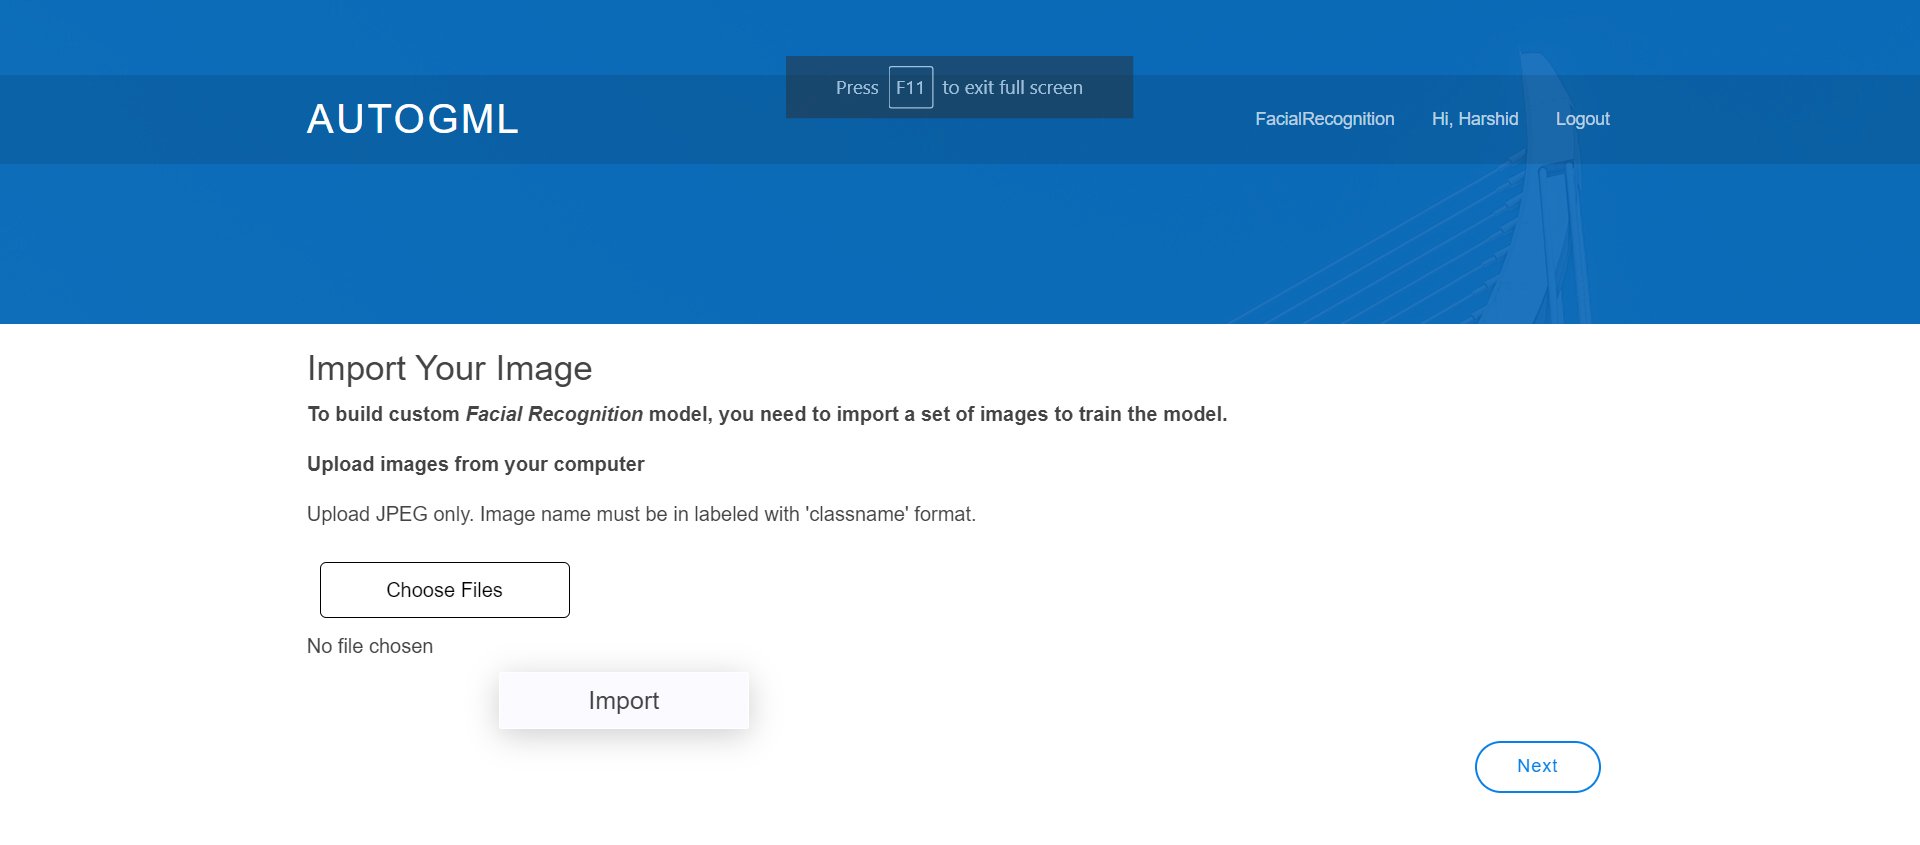 Press F11 to exit full screen
AUTOGML
FacialRecognition Hi, Harshid Logout
Import Your Image
To build custom Facial Recognition model, you need to import a set of images to train the model.
Upload images from your computer
Upload JPEG only. Image name must be in labeled with 'classname' format.
Choose Files
No file chosen
Import
Next